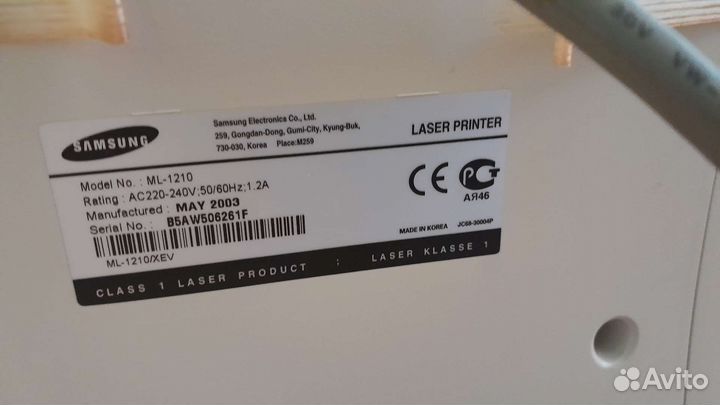 SAMSUNG
Samsung Electronics Co., Ltd.
259, Gongdan-Dong, Gumi-City, Kyung-Buk,
730-030, Korea Place:M259
LASER PRINTER
Model No. : ML-1210
Rating : AC220-240V;50/60Hz;1.2A
Manufactured : MAY 2003
Serial No. : B5AW506261F
ML-1210/XEV
CE
РСТ
АЯ46
MADE IN KOREA JC68-30004P
CLASS 1 LASER PRODUCT ; LASER KLASSE 1
Avito